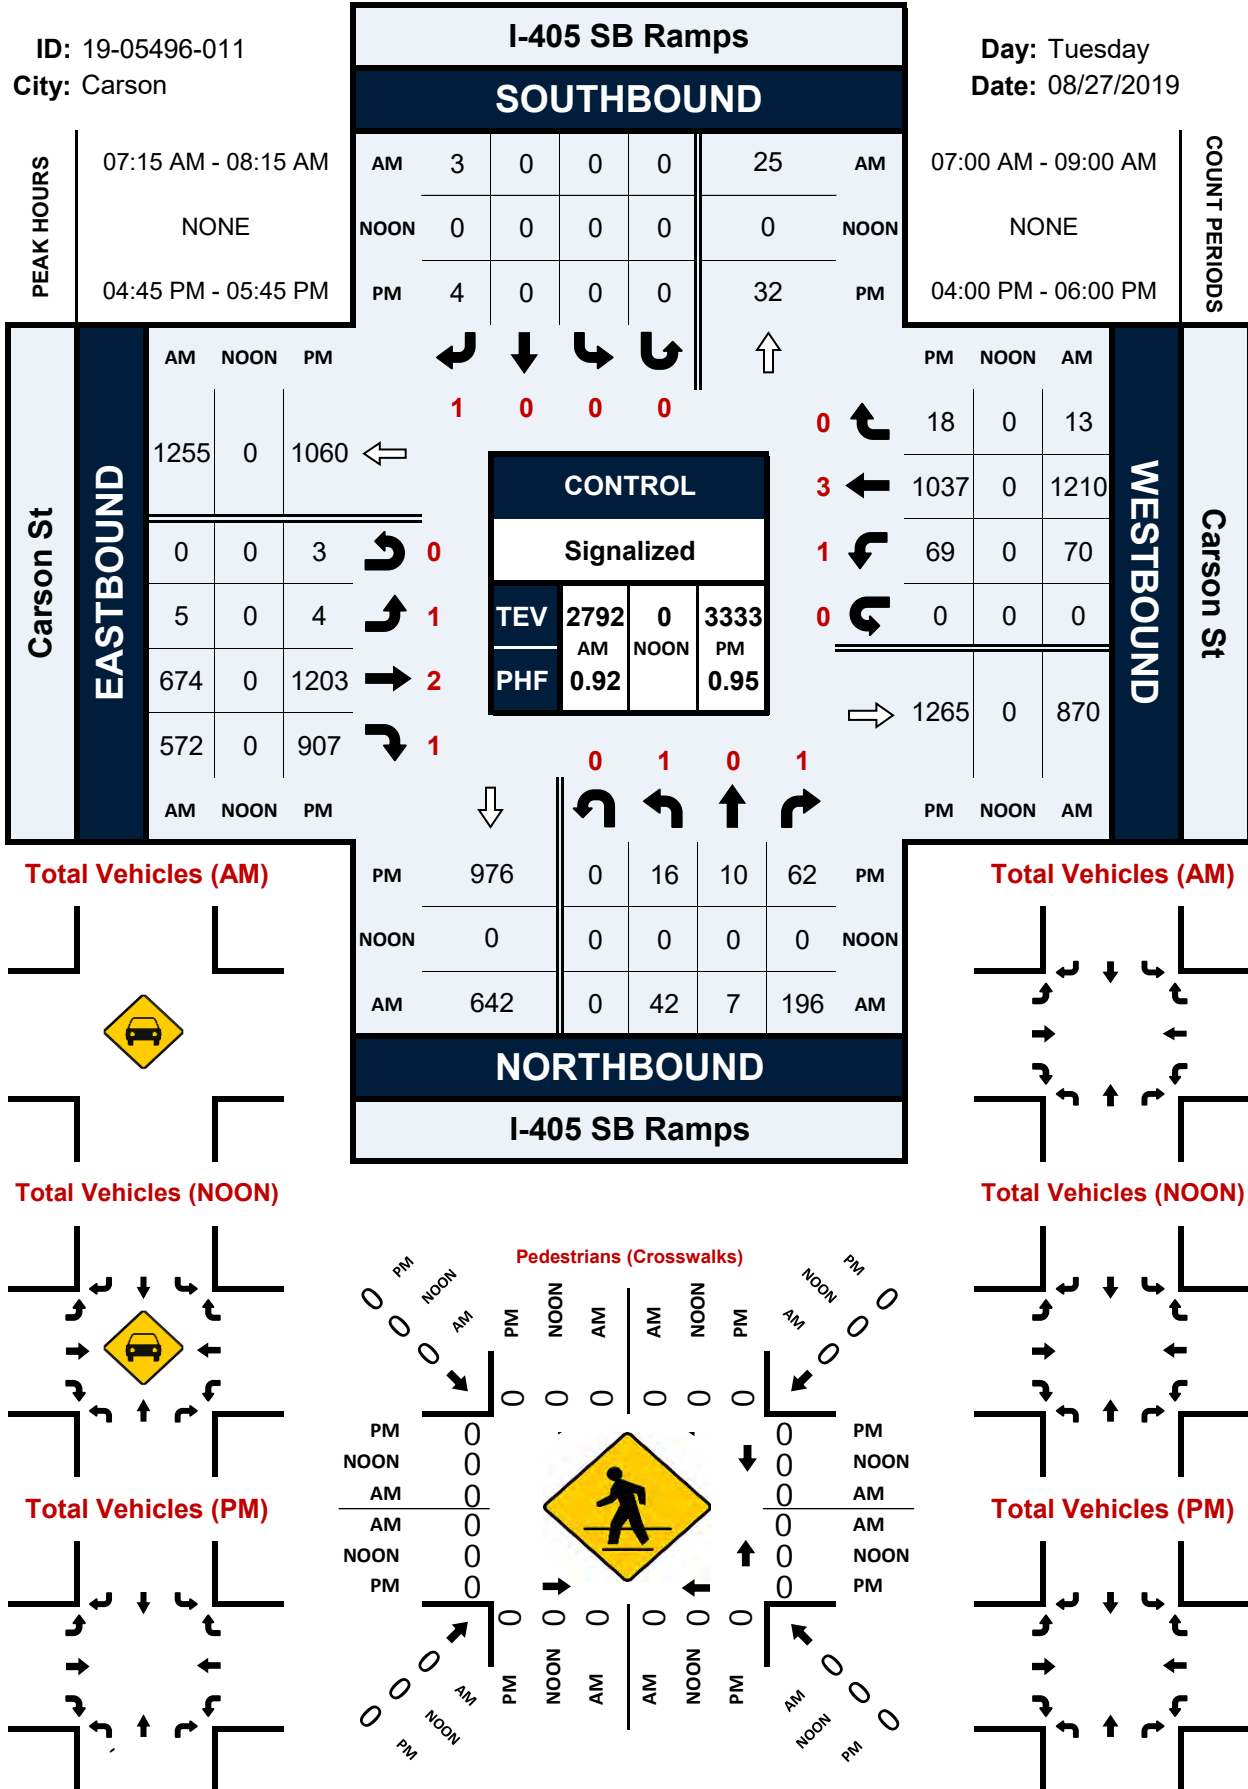 I-405 SB Ramps
ID: 19-05496-011
Day: Tuesday
City: Carson
Date: 08/27/2019
SOUTHBOUND
PEAK HOURS
07:15 AM - 08:15 AM
NONE
04:45 PM - 05:45 PM
AM 3 0 0 0 25 AM
NOON 0 0 0 0 0 NOON
PM 4 0 0 0 32 PM
07:00 AM - 09:00 AM
NONE
04:00 PM - 06:00 PM
COUNT PERIODS
1 0 0 0
Carson St
EASTBOUND
AM NOON PM
1255 0 1060
0 0 3 0
5 0 4 1
674 0 1203 2
572 0 907 1
AM NOON PM
CONTROL
Signalized
TEV 2792 0 3333
AM NOON PM
PHF 0.92 0.95
PM NOON AM
0 18 0 13
3 1037 0 1210
1 69 0 70
0 0 0 0
1265 0 870
PM NOON AM
WESTBOUND
Carson St
0 1 0 1
PM 976 0 16 10 62 PM
NOON 0 0 0 0 0 NOON
AM 642 0 42 7 196 AM
NORTHBOUND
I-405 SB Ramps
Total Vehicles (AM)
Total Vehicles (AM)
Total Vehicles (NOON)
Total Vehicles (NOON)
Pedestrians (Crosswalks)
PM NOON AM
0 0 0
PM NOON AM AM NOON PM
0 0 0 0 0 0
PM NOON AM
0 0 0
PM 0 0 PM
NOON 0 0 NOON
AM 0 0 AM
AM 0 0 AM
NOON 0 0 NOON
PM 0 0 PM
Total Vehicles (PM)
Total Vehicles (PM)
0 0 0 0 0 0
PM NOON AM AM NOON PM
0 0 0
AM NOON PM
0 0 0
AM NOON PM